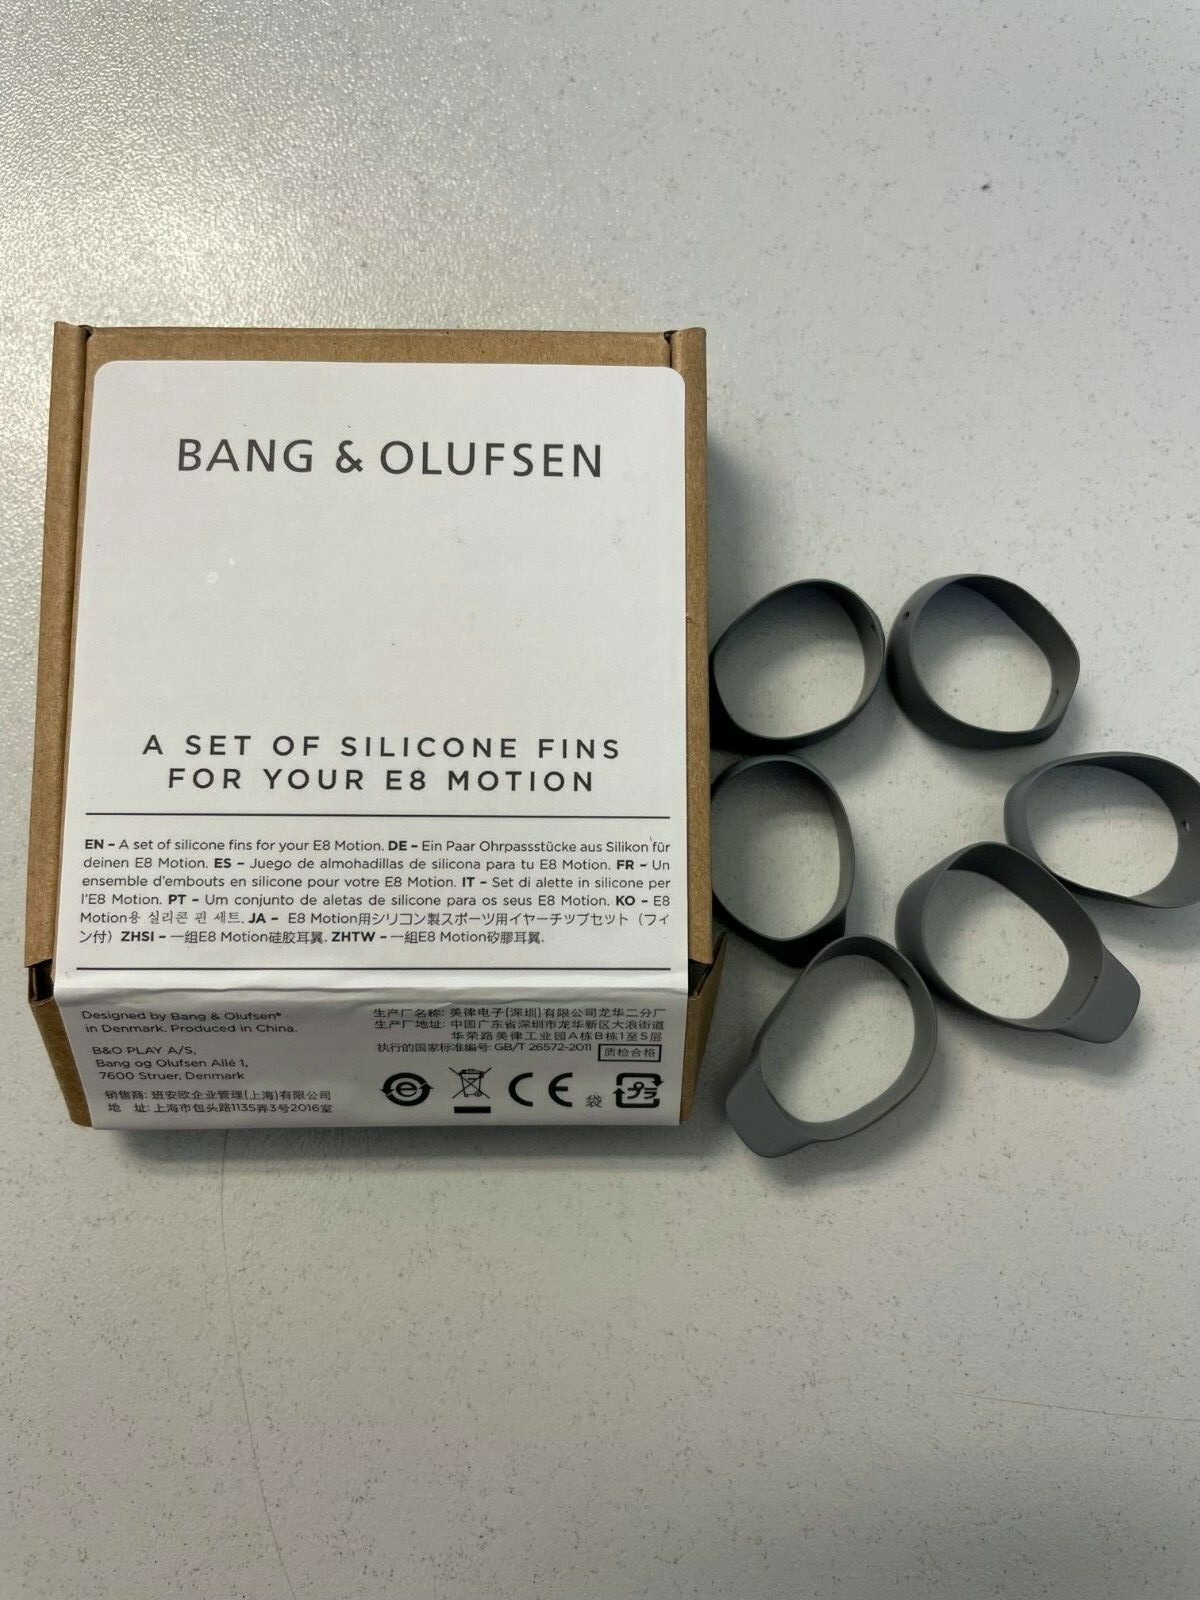 BANG & OLUFSEN
A SET OF SILICONE FINS
FOR YOUR E8 MOTION
EN – A set of silicone fins for your E8 Motion. DE – Ein Paar Ohrpassstücke aus Silikon für
deinen E8 Motion. ES – Juego de almohadillas de silicona para tu E8 Motion. FR – Un
ensemble d'embouts en silicone pour votre E8 Motion. IT – Set di alette in silicone per
l'E8 Motion. PT – Um conjunto de aletas de silicone para os seus E8 Motion. KO – E8
Motion용 실리콘 핀 세트. JA – E8 Motion用シリコン製スポーツ用イヤーチップセット（フィ
ン付）ZHSI – 一组E8 Motion硅胶耳翼. ZHTW – 一組E8 Motion矽膠耳翼.
Designed by Bang & Olufsen®
in Denmark. Produced in China.
B&O PLAY A/S,
Bang og Olufsen Allé 1,
7600 Struer, Denmark
销售商: 班安欧企业管理(上海)有限公司
地 址: 上海市包头路1135弄3号2016室
生产厂名称: 美律电子(深圳)有限公司龙华二分厂
生产厂地址: 中国广东省深圳市龙华新区大浪街道
华荣路美律工业园A栋B栋1至5层
执行的国家标准编号: GB/T 26572-2011 质检合格
e CE 袋 プラ